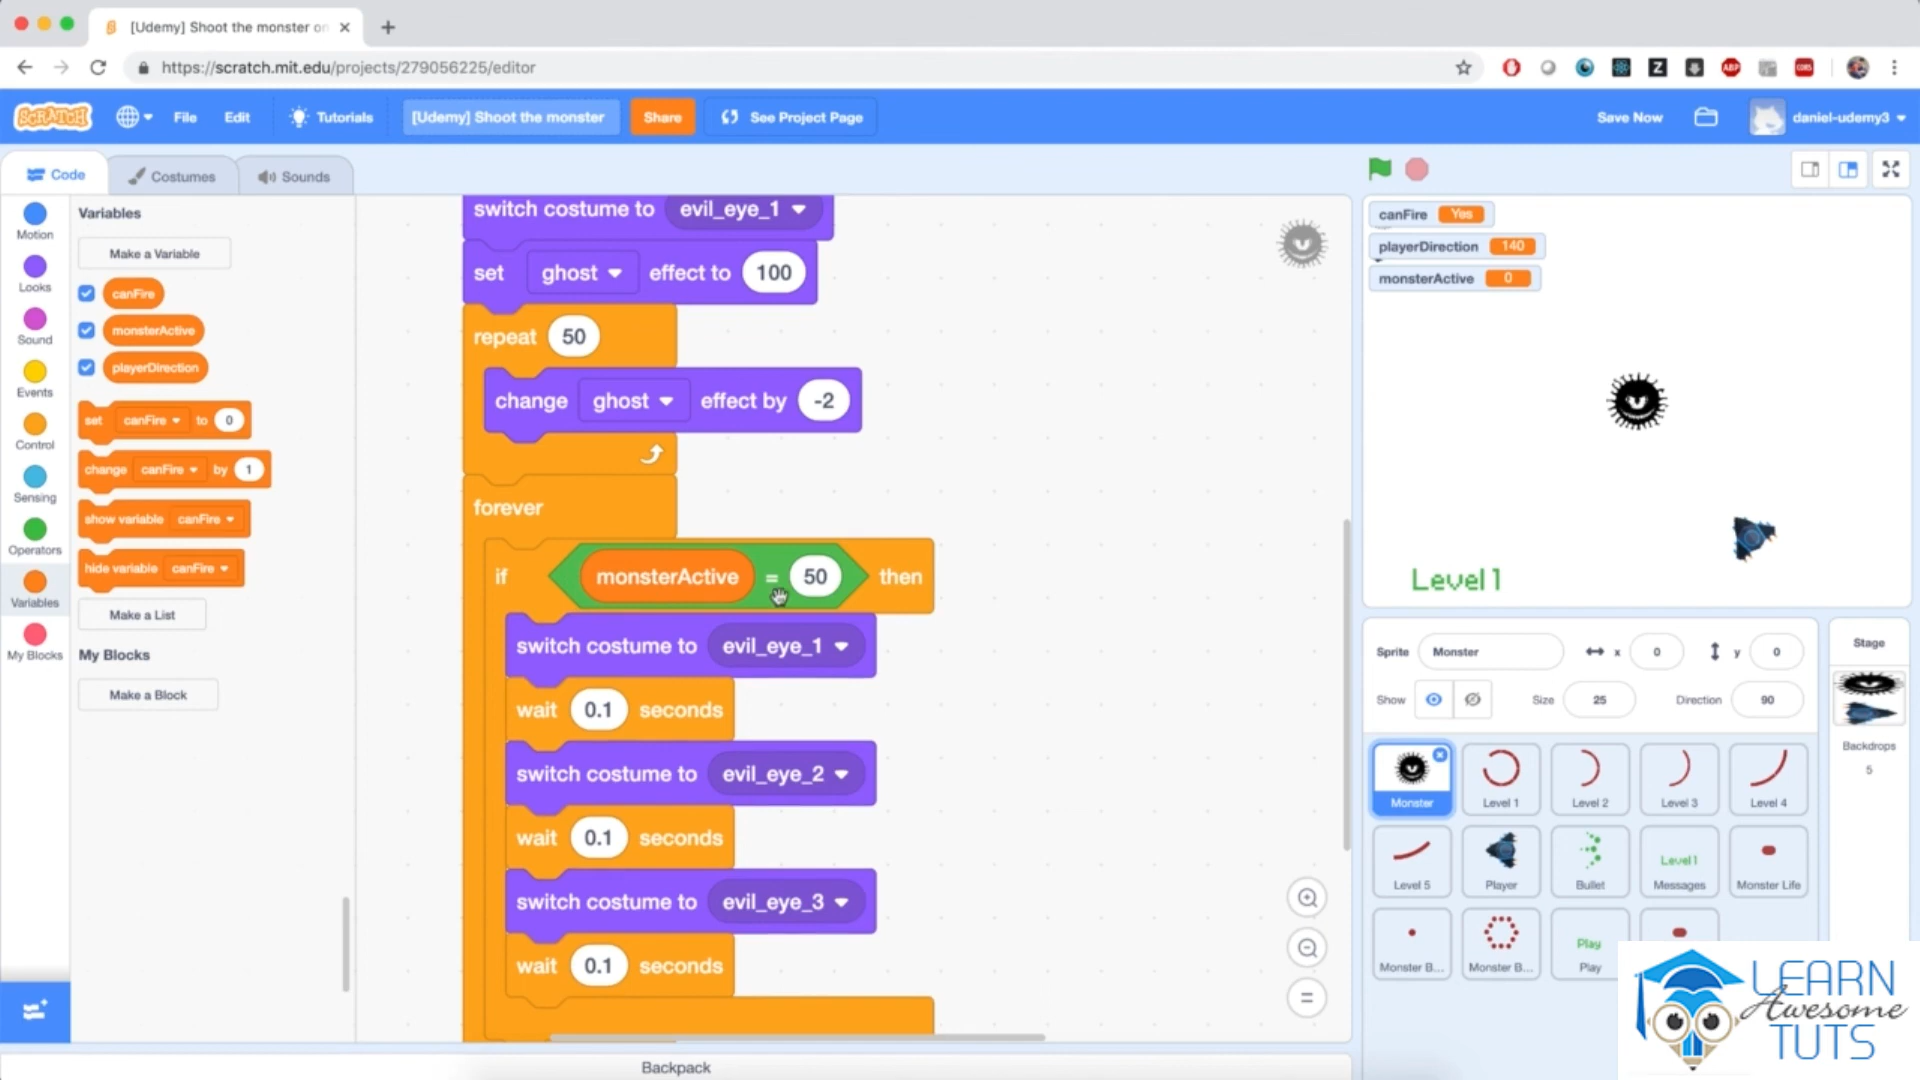 [Udemy] Shoot the monster on
https://scratch.mit.edu/projects/279056225/editor
Z
ABP
CORS
SCRATCH
File
Edit
Tutorials
[Udemy] Shoot the monster
Share
See Project Page
Save Now
daniel-udemy3
Code
Costumes
Sounds
Motion
Looks
Sound
Events
Control
Sensing
Operators
Variables
My Blocks
Variables
Make a Variable
canFire
monsterActive
playerDirection
set canFire to 0
change canFire by 1
show variable canFire
hide variable canFire
Make a List
My Blocks
Make a Block
switch costume to evil_eye_1
set ghost effect to 100
repeat 50
change ghost effect by -2
forever
if monsterActive = 50 then
switch costume to evil_eye_1
wait 0.1 seconds
switch costume to evil_eye_2
wait 0.1 seconds
switch costume to evil_eye_3
wait 0.1 seconds
Backpack
canFire Yes
playerDirection 140
monsterActive 0
Level 1
Sprite Monster x 0 y 0
Show Size 25 Direction 90
Monster
Level 1
Level 2
Level 3
Level 4
Level 5
Player
Bullet
Level 1
Messages
Monster Life
Monster B...
Monster B...
Play
Play
Stage
Backdrops
5
LEARN
Awesome
TUTS